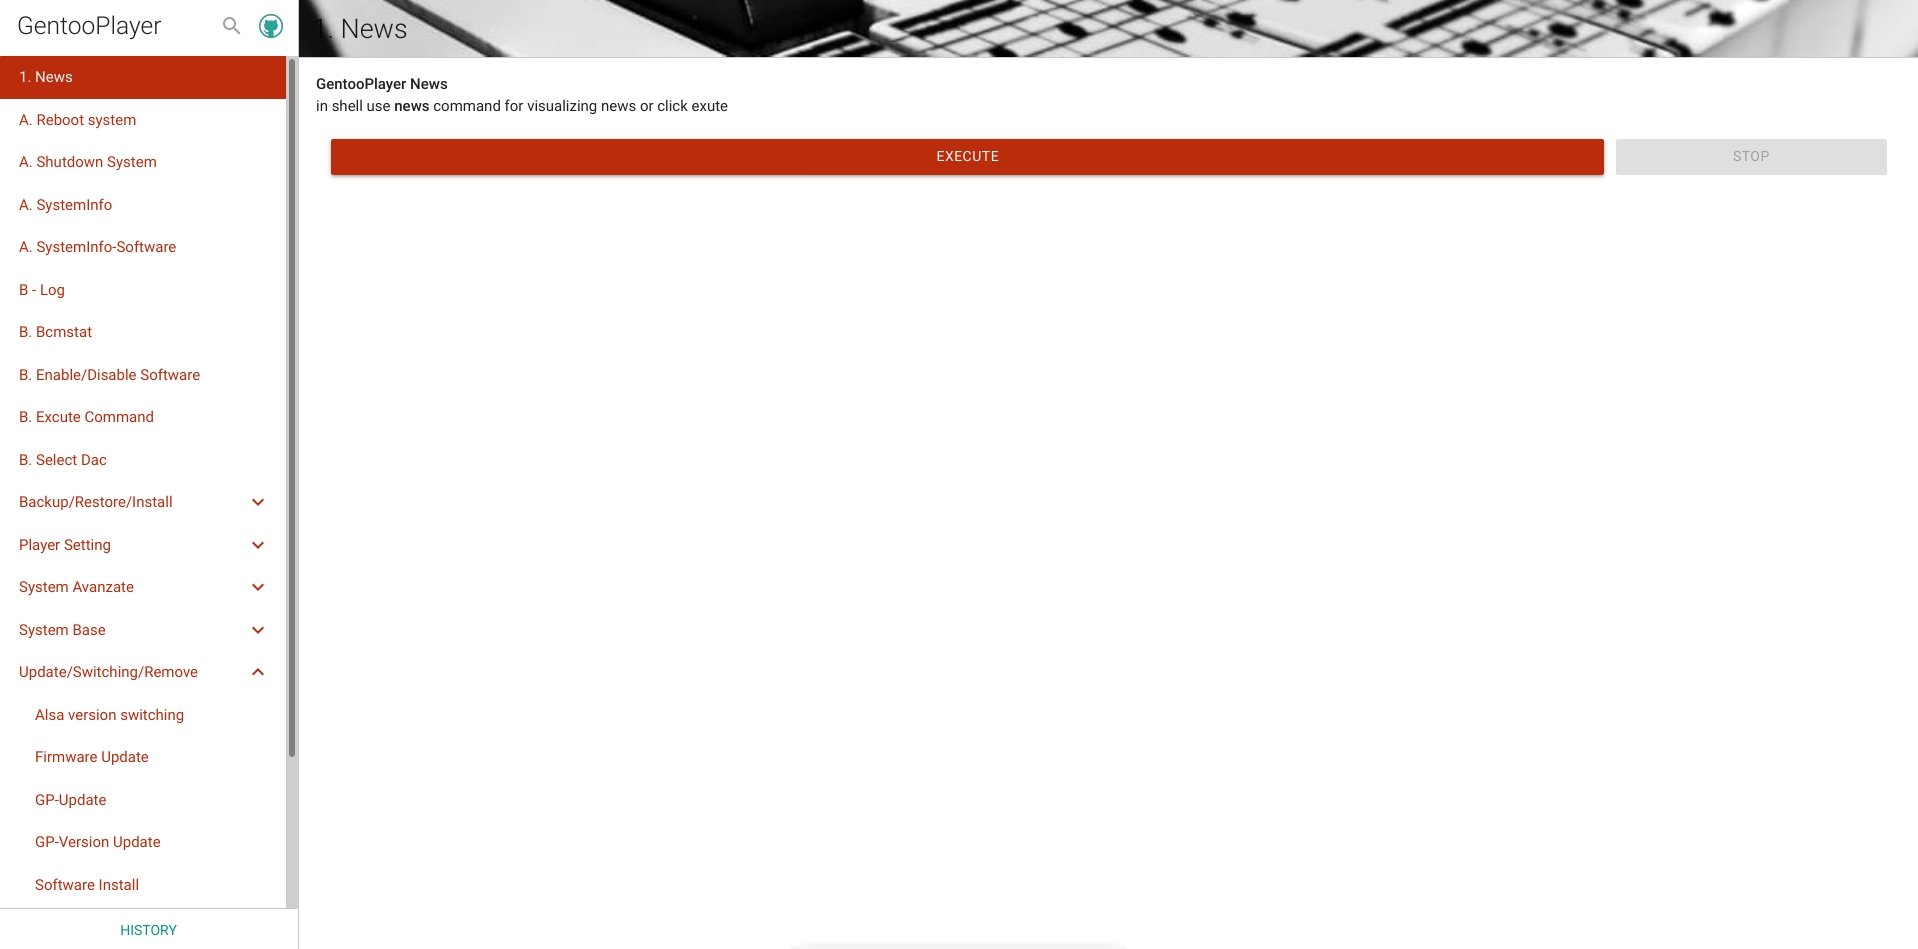 GentooPlayer
1. News
A. Reboot system
A. Shutdown System
A. SystemInfo
A. SystemInfo-Software
B - Log
B. Bcmstat
B. Enable/Disable Software
B. Excute Command
B. Select Dac
Backup/Restore/Install
Player Setting
System Avanzate
System Base
Update/Switching/Remove
Alsa version switching
Firmware Update
GP-Update
GP-Version Update
Software Install
HISTORY
1. News
GentooPlayer News
in shell use news command for visualizing news or click exute
EXECUTE
STOP